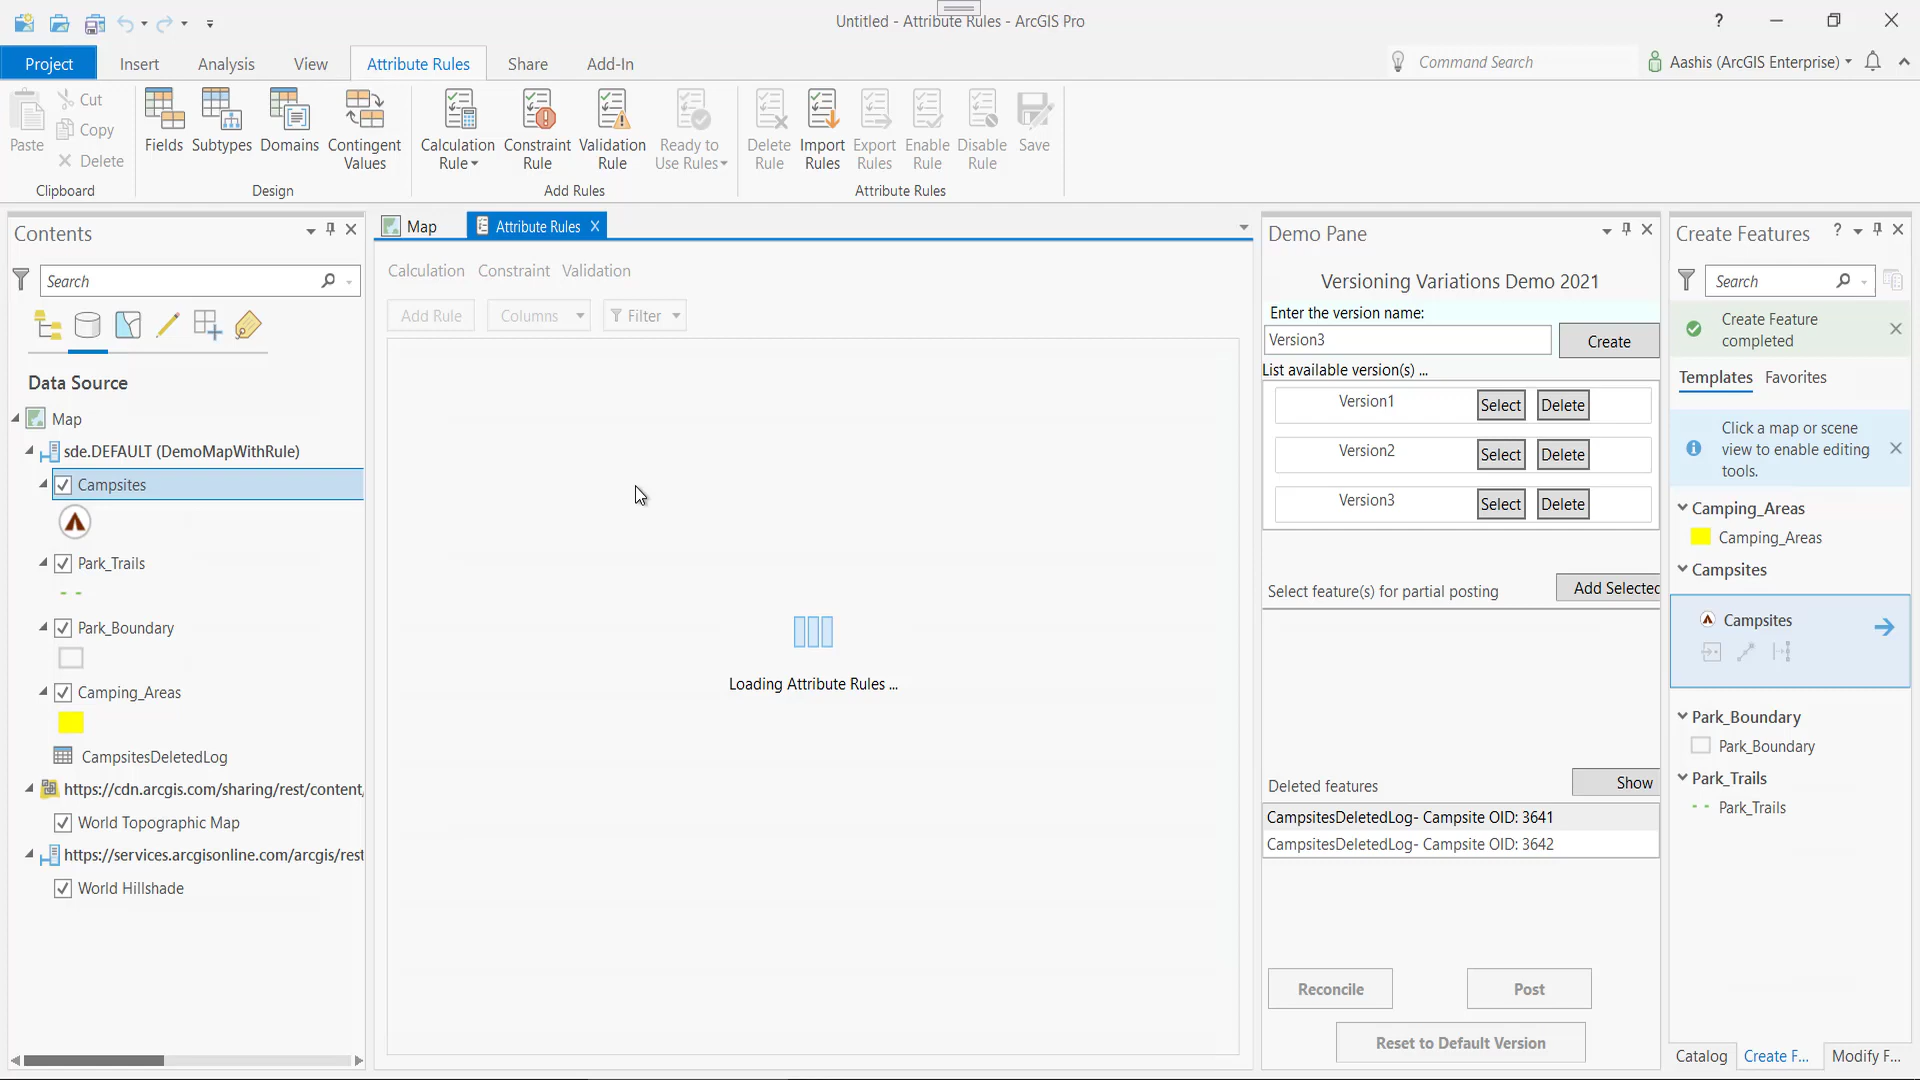 Untitled - Attribute Rules - ArcGIS Pro
?
Project
Insert
Analysis
View
Attribute Rules
Share
Add-In
Command Search
Aashis (ArcGIS Enterprise)
Paste
Cut
Copy
Delete
Clipboard
Fields
Subtypes
Domains
Contingent
Values
Design
Calculation
Rule
Constraint
Rule
Validation
Rule
Ready to
Use Rules
Add Rules
Delete
Rule
Import
Rules
Export
Rules
Enable
Rule
Disable
Rule
Save
Attribute Rules
Contents
Search
Data Source
Map
sde.DEFAULT (DemoMapWithRule)
Campsites
Park_Trails
Park_Boundary
Camping_Areas
CampsitesDeletedLog
https://cdn.arcgis.com/sharing/rest/content,
World Topographic Map
https://services.arcgisonline.com/arcgis/rest
World Hillshade
Map
Attribute Rules
Calculation
Constraint
Validation
Add Rule
Columns
Filter
Loading Attribute Rules ...
Demo Pane
Versioning Variations Demo 2021
Enter the version name:
Version3
Create
List available version(s) ...
Version1 Select Delete
Version2 Select Delete
Version3 Select Delete
Select feature(s) for partial posting
Add Selected
Deleted features
Show
CampsitesDeletedLog- Campsite OID: 3641
CampsitesDeletedLog- Campsite OID: 3642
Reconcile
Post
Reset to Default Version
Create Features
?
Search
Create Feature
completed
Templates
Favorites
Click a map or scene
view to enable editing
tools.
Camping_Areas
Camping_Areas
Campsites
Campsites
Park_Boundary
Park_Boundary
Park_Trails
Park_Trails
Catalog
Create F...
Modify F...